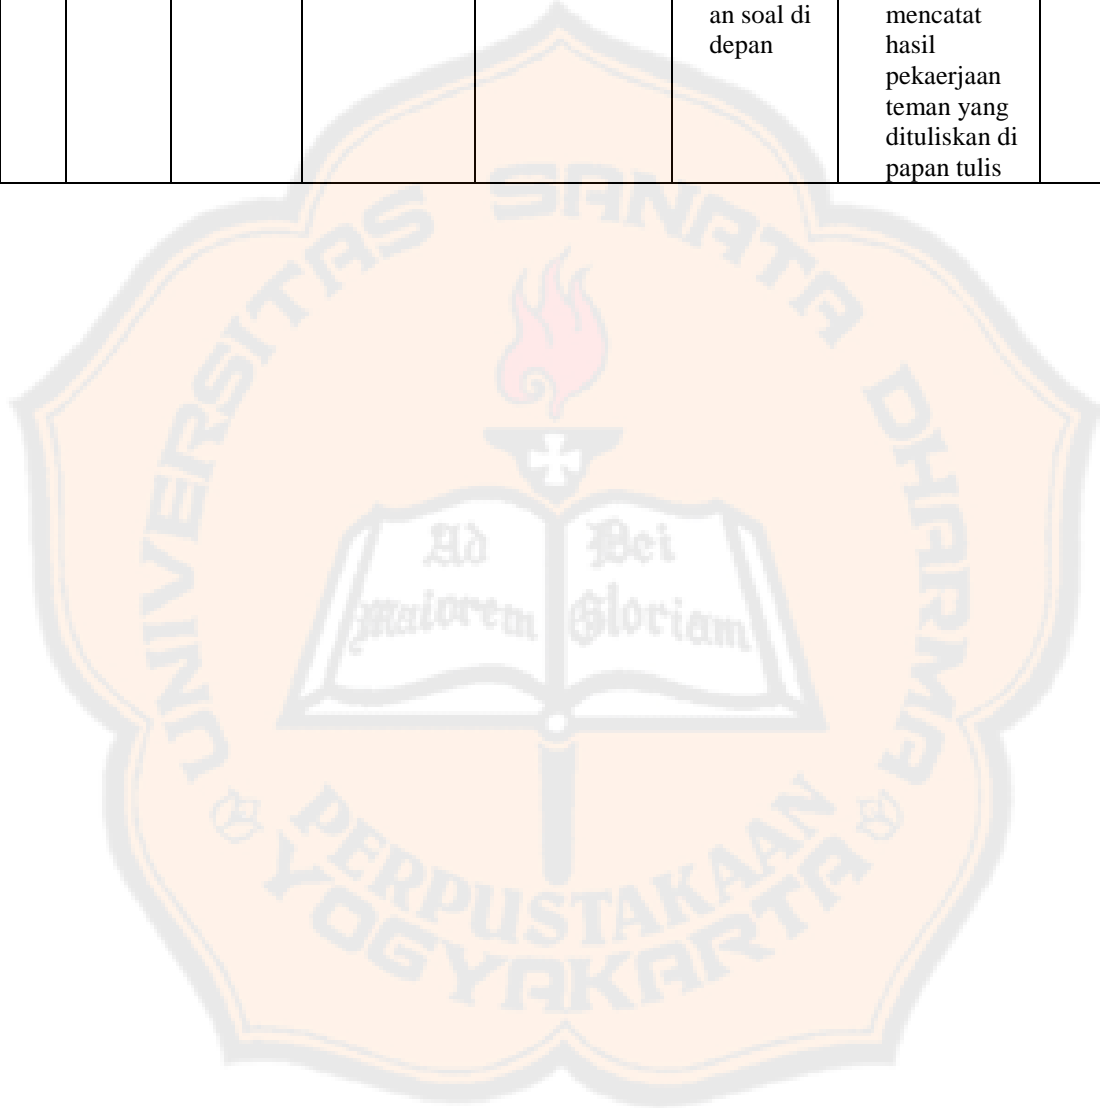 an soal di
depan
mencatat
hasil
pekaerjaan
teman yang
dituliskan di
papan tulis
UNIVERSITAS SANATA DHARMA
Ad Dei
Maiorem Gloriam
PERPUSTAKAAN
YOGYAKARTA